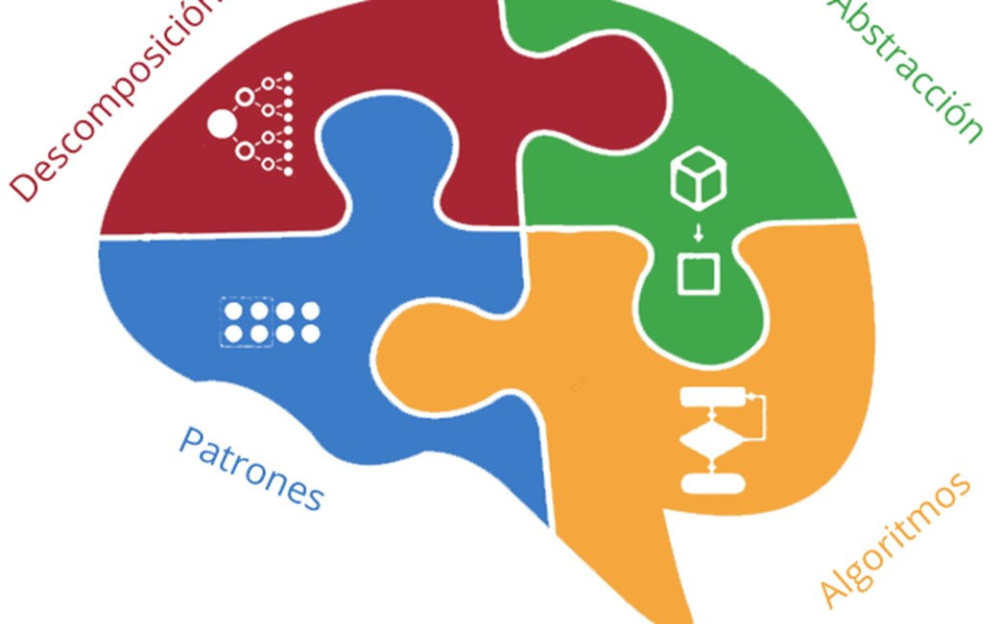 Descomposición
Abstracción
Patrones
Algoritmos